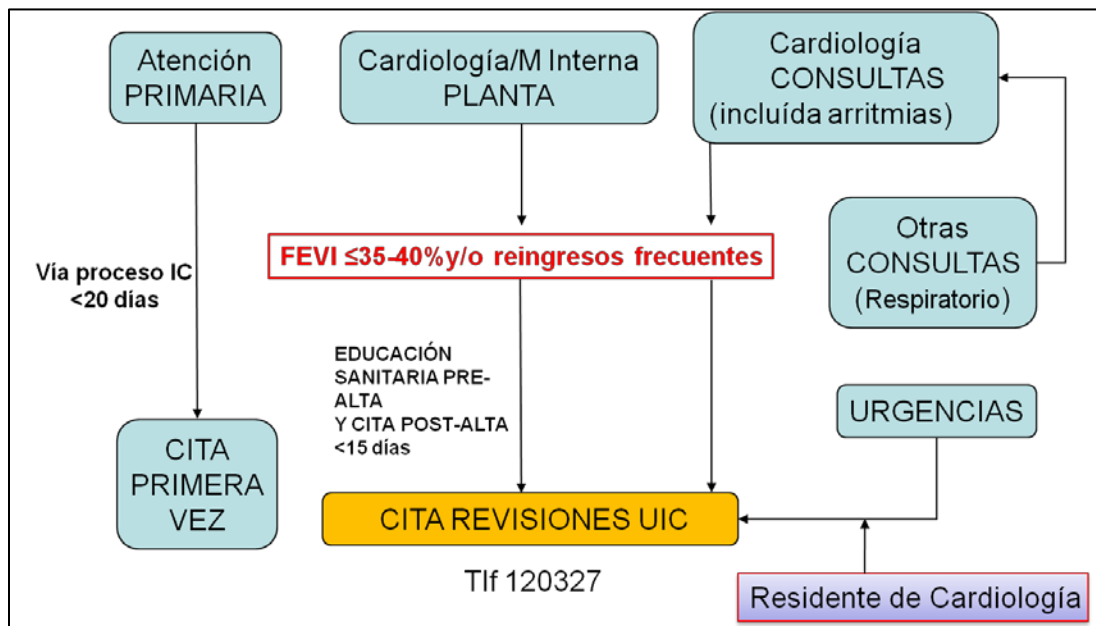 Atención
PRIMARIA
Cardiología/M Interna
PLANTA
Cardiología
CONSULTAS
(incluída arritmias)
FEVI ≤35-40%y/o reingresos frecuentes
Otras
CONSULTAS
(Respiratorio)
Vía proceso IC
<20 días
EDUCACIÓN
SANITARIA PRE-
ALTA
Y CITA POST-ALTA
<15 días
URGENCIAS
CITA
PRIMERA
VEZ
CITA REVISIONES UIC
Tlf 120327
Residente de Cardiología